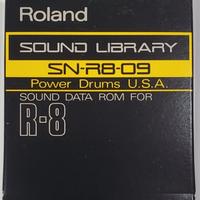 Roland
SOUND LIBRARY
SN-R8-09
Power Drums U.S.A.
SOUND DATA ROM FOR
R-8